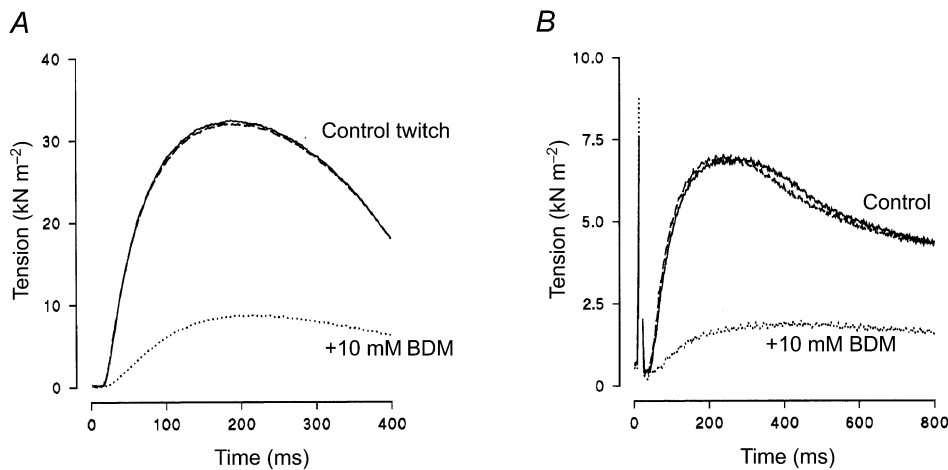 A
B
Tension (kN m–2)
40
30
20
10
0
Control twitch
+10 mM BDM
0 100 200 300 400
Time (ms)
Tension (kN m–2)
10.0
7.5
5.0
2.5
0
Control
+10 mM BDM
0 200 400 600 800
Time (ms)